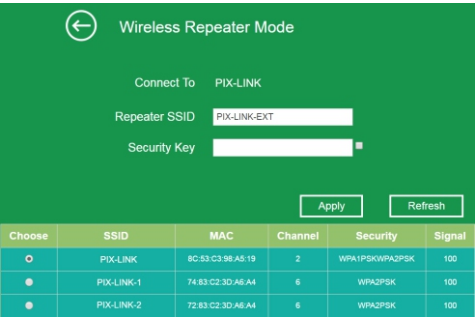 Wireless Repeater Mode
Connect To PIX-LINK
Repeater SSID PIX-LINK-EXT
Security Key
Apply Refresh
Choose SSID MAC Channel Security Signal
PIX-LINK 8C:53:C3:98:A5:19 2 WPA1PSKWPA2PSK 100
PIX-LINK-1 74:83:C2:3D:A6:A4 6 WPA2PSK 100
PIX-LINK-2 72:83:C2:3D:A6:A4 6 WPA2PSK 100